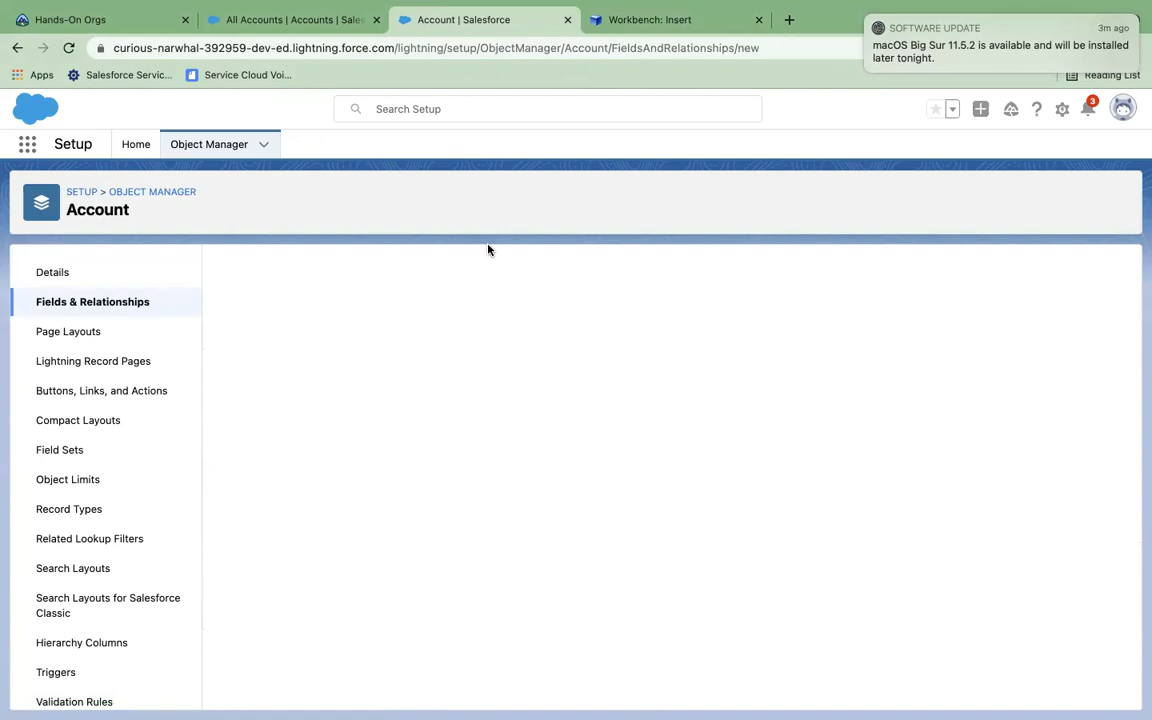 Hands-On Orgs
All Accounts | Accounts | Sales
Account | Salesforce
Workbench: Insert
SOFTWARE UPDATE
3m ago
macOS Big Sur 11.5.2 is available and will be installed
later tonight.
curious-narwhal-392959-dev-ed.lightning.force.com/lightning/setup/ObjectManager/Account/FieldsAndRelationships/new
Apps
Salesforce Servic...
Service Cloud Voi...
Reading List
Search Setup
3
Setup
Home
Object Manager
SETUP > OBJECT MANAGER
Account
Details
Fields & Relationships
Page Layouts
Lightning Record Pages
Buttons, Links, and Actions
Compact Layouts
Field Sets
Object Limits
Record Types
Related Lookup Filters
Search Layouts
Search Layouts for Salesforce
Classic
Hierarchy Columns
Triggers
Validation Rules